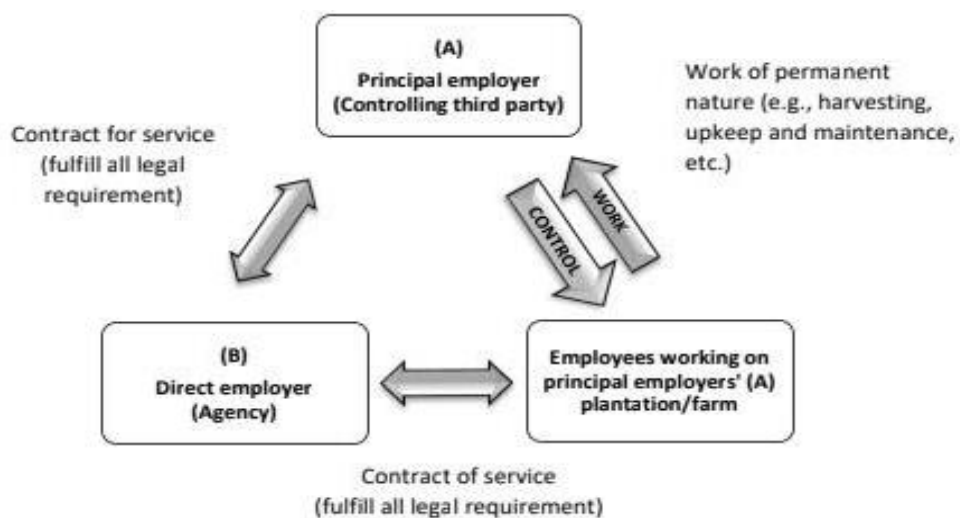 (A)
Principal employer
(Controlling third party)
Work of permanent
nature (e.g., harvesting,
upkeep and maintenance,
etc.)
Contract for service
(fulfill all legal
requirement)
CONTROL
WORK
(B)
Direct employer
(Agency)
Employees working on
principal employers' (A)
plantation/farm
Contract of service
(fulfill all legal requirement)